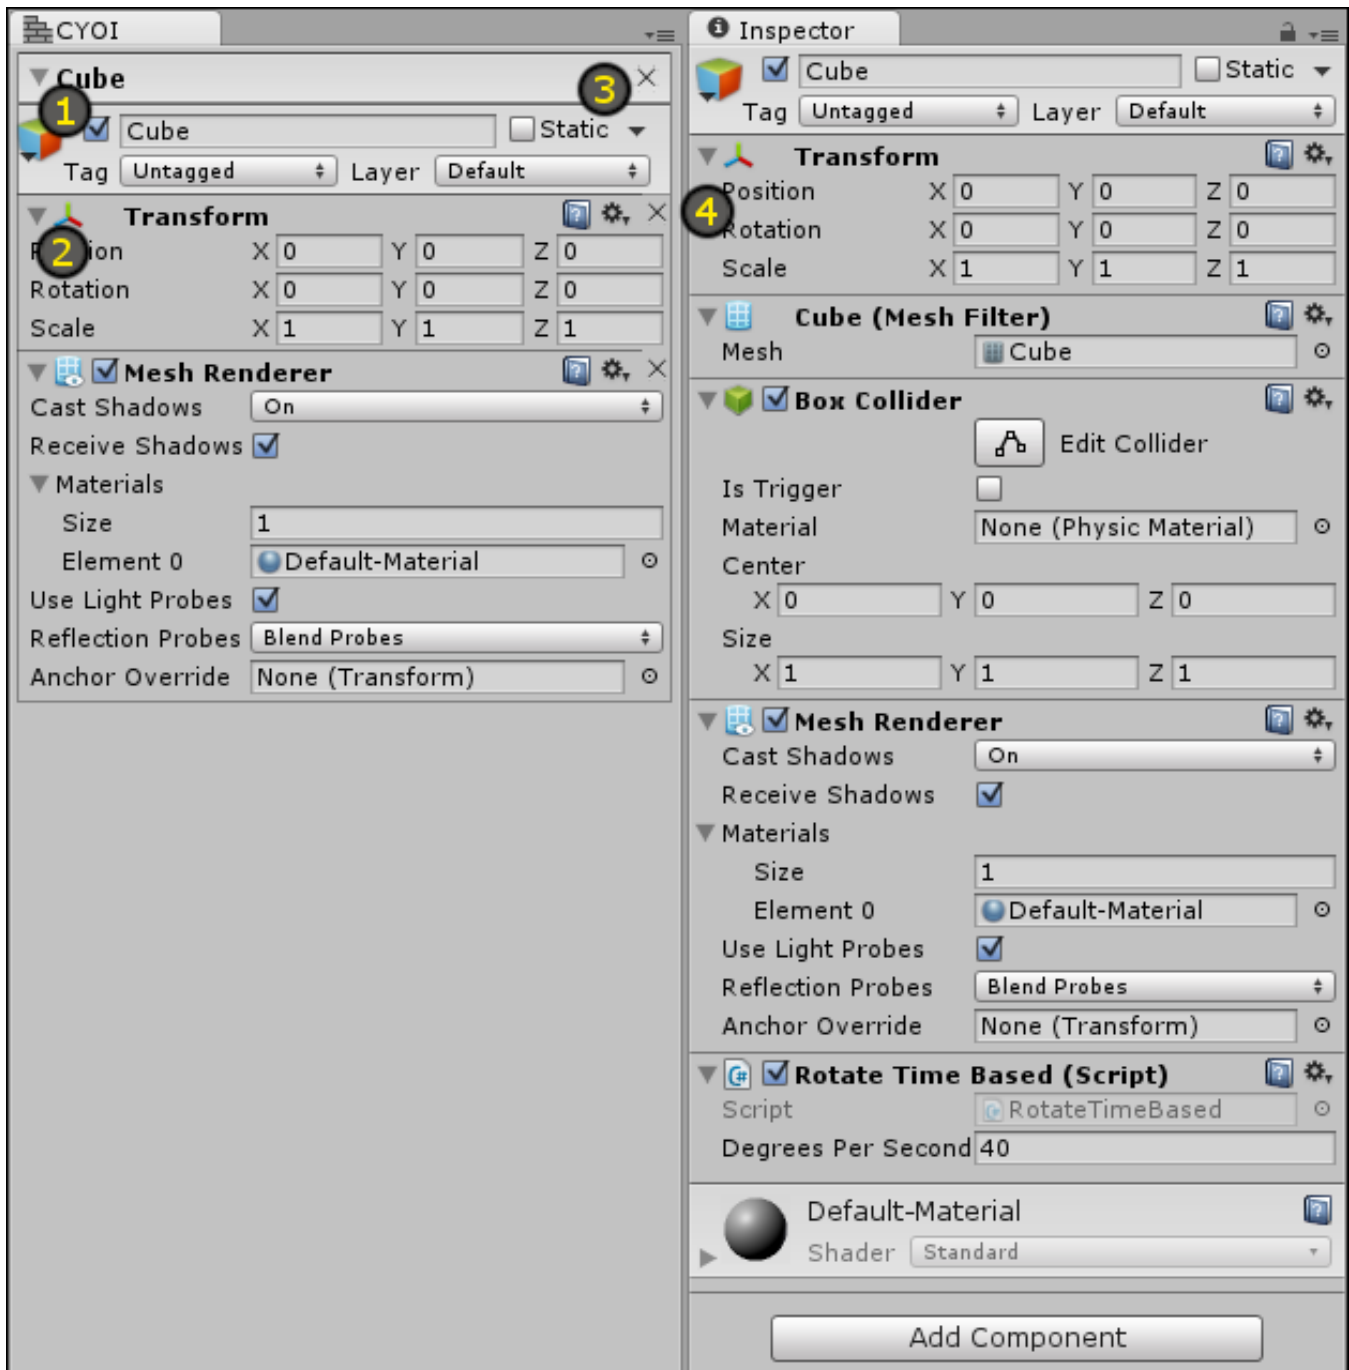 CYOI
Cube
1
3
Cube
Static
Tag Untagged Layer Default
Transform
2
X 0 Y 0 Z 0
Rotation X 0 Y 0 Z 0
Scale X 1 Y 1 Z 1
Mesh Renderer
Cast Shadows On
Receive Shadows
Materials
Size 1
Element 0 Default-Material
Use Light Probes
Reflection Probes Blend Probes
Anchor Override None (Transform)
Inspector
Cube Static
Tag Untagged Layer Default
Transform
4
Position X 0 Y 0 Z 0
Rotation X 0 Y 0 Z 0
Scale X 1 Y 1 Z 1
Cube (Mesh Filter)
Mesh Cube
Box Collider
Edit Collider
Is Trigger
Material None (Physic Material)
Center
X 0 Y 0 Z 0
Size
X 1 Y 1 Z 1
Mesh Renderer
Cast Shadows On
Receive Shadows
Materials
Size 1
Element 0 Default-Material
Use Light Probes
Reflection Probes Blend Probes
Anchor Override None (Transform)
Rotate Time Based (Script)
Script RotateTimeBased
Degrees Per Second 40
Default-Material
Shader Standard
Add Component